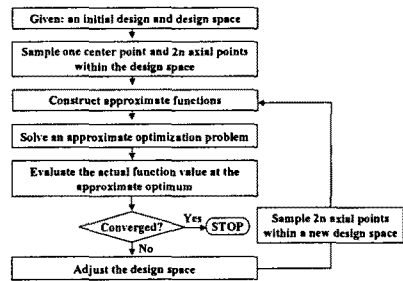 Given: an initial design and design space
Sample one center point and 2n axial points
within the design space
Construct approximate functions
Solve an approximate optimization problem
Evaluate the actual function value at the
approximate optimum
Converged?
Yes
STOP
No
Adjust the design space
Sample 2n axial points
within a new design space